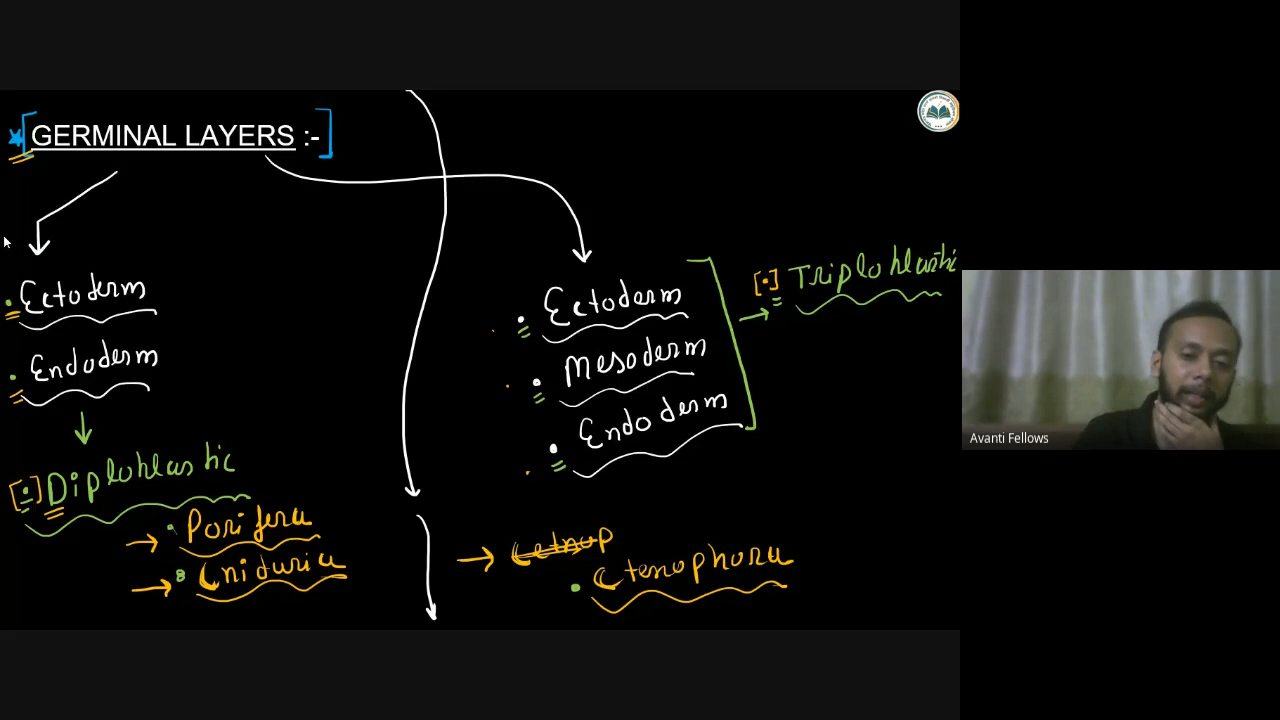 GERMINAL LAYERS :-
Ectoderm
Endoderm
Diploblastic
Porifera
Cnidaria
Ectoderm
Mesoderm
Endoderm
Triploblastic
Ctenophora
Avanti Fellows